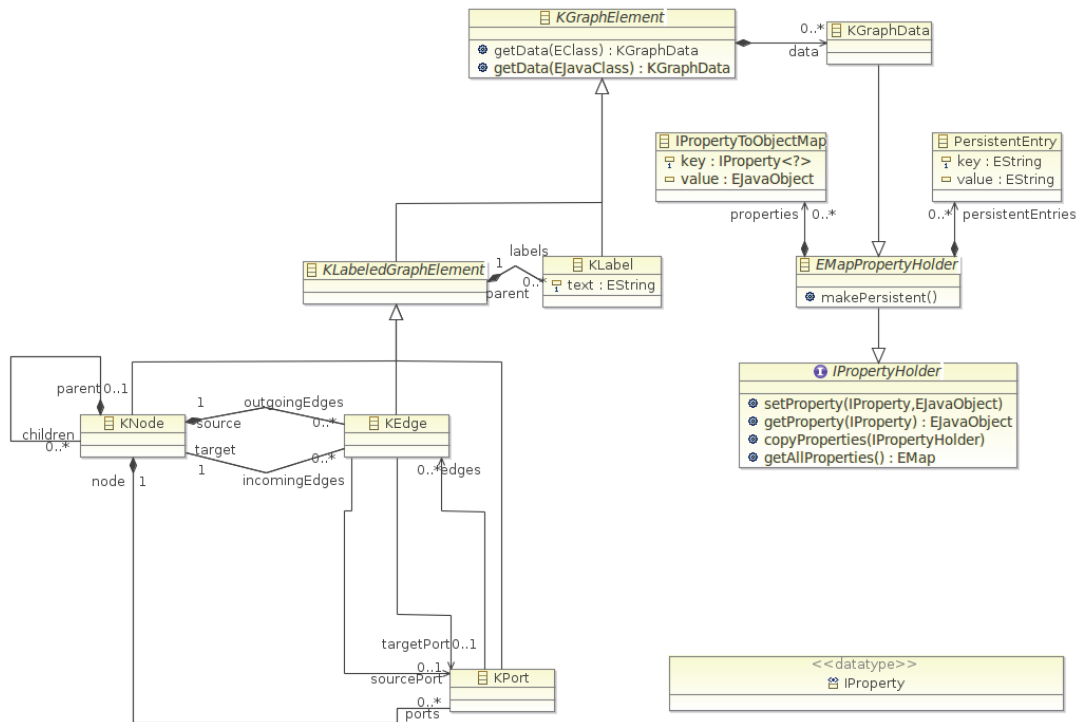 KGraphElement
getData(EClass) : KGraphData
getData(EJavaClass) : KGraphData
0..*
data
KGraphData
IPropertyToObjectMap
key : IProperty<?>
value : EJavaObject
PersistentEntry
key : EString
value : EString
properties
0..*
0..*
persistentEntries
KLabeledGraphElement
1
labels
parent
0..*
KLabel
text : EString
EMapPropertyHolder
makePersistent()
IPropertyHolder
setProperty(IProperty,EJavaObject)
getProperty(IProperty) : EJavaObject
copyProperties(IPropertyHolder)
getAllProperties() : EMap
parent
0..1
children
0..*
KNode
1
source
outgoingEdges
0..*
KEdge
target
1
0..*
incomingEdges
node
1
0..*
edges
targetPort
0..1
0..1
sourcePort
KPort
0..*
ports
<<datatype>>
IProperty